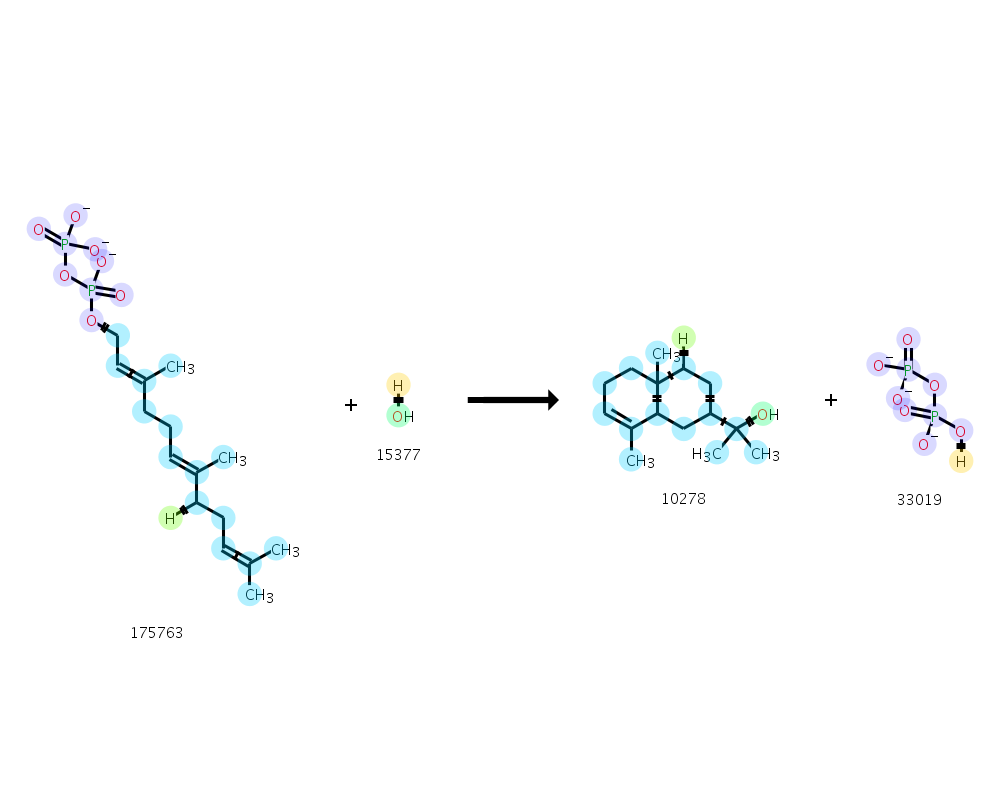 O⁻
O P O⁻
O⁻
O
P O
O
CH₃
CH₃
H
CH₃
CH₃
175763
+
H
OH
15377
H
CH₃
OH
CH₃
H₃C CH₃
10278
+
O
O⁻ P
O
O⁻
O P
O
O⁻
H
33019